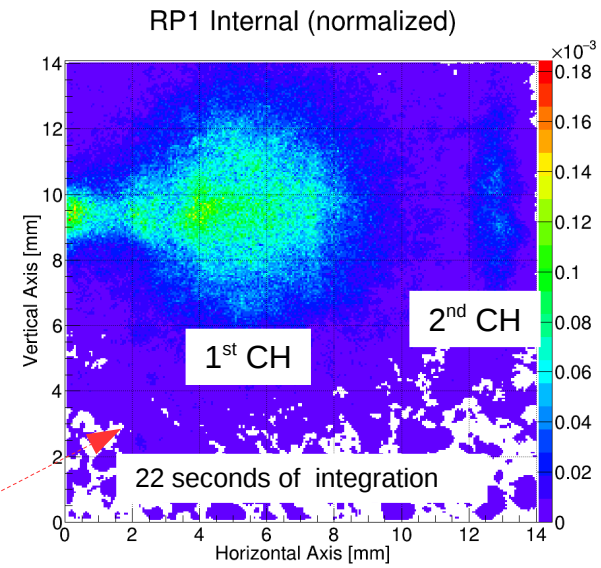 RP1 Internal (normalized)
×10⁻³
14
12
10
8
6
4
2
0
Vertical Axis [mm]
0.18
0.16
0.14
0.12
0.1
0.08
0.06
0.04
0.02
0
2nd CH
1st CH
22 seconds of integration
0 2 4 6 8 10 12 14
Horizontal Axis [mm]